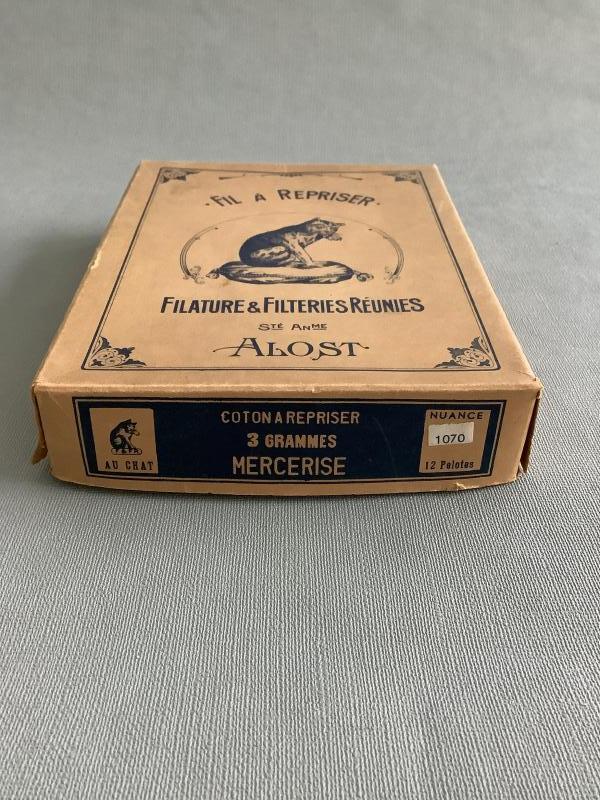 ·FIL A REPRISER·
FILATURE & FILTERIES RÉUNIES
STÉ ANME
ALOST
COTON A REPRISER
3 GRAMMES
MERCERISE
AU CHAT
NUANCE
1070
12 Pelotes